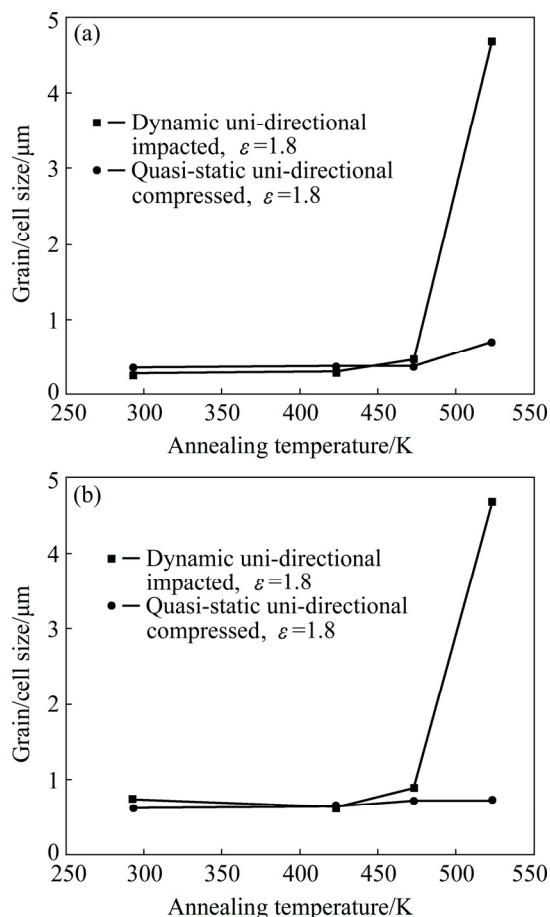 (a)
5
4
3
2
1
0
Grain/cell size/μm
Dynamic uni-directional
impacted, ε=1.8
Quasi-static uni-directional
compressed, ε=1.8
250 300 350 400 450 500 550
Annealing temperature/K
(b)
5
4
3
2
1
0
Grain/cell size/μm
Dynamic uni-directional
impacted, ε=1.8
Quasi-static uni-directional
compressed, ε=1.8
250 300 350 400 450 500 550
Annealing temperature/K